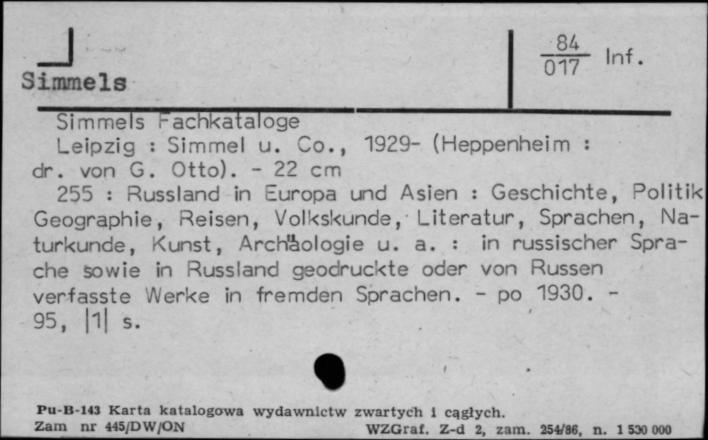 84
017 Inf.
Simmels
Simmels Fachkataloge
Leipzig : Simmel u. Co., 1929- (Heppenheim :
dr. von G. Otto). - 22 cm
255 : Russland in Europa und Asien : Geschichte, Politik
Geographie, Reisen, Volkskunde, Literatur, Sprachen, Na-
turkunde, Kunst, Archäologie u. a. : in russischer Spra-
che sowie in Russland geodruckte oder von Russen
verfasste Werke in fremden Sprachen. - po 1930. -
95, |1| s.
Pu-B-143 Karta katalogowa wydawnictw zwartych i ciągłych.
Zam nr 445/DW/ON WZGraf. Z-d 2, zam. 254/86, n. 1 500 000